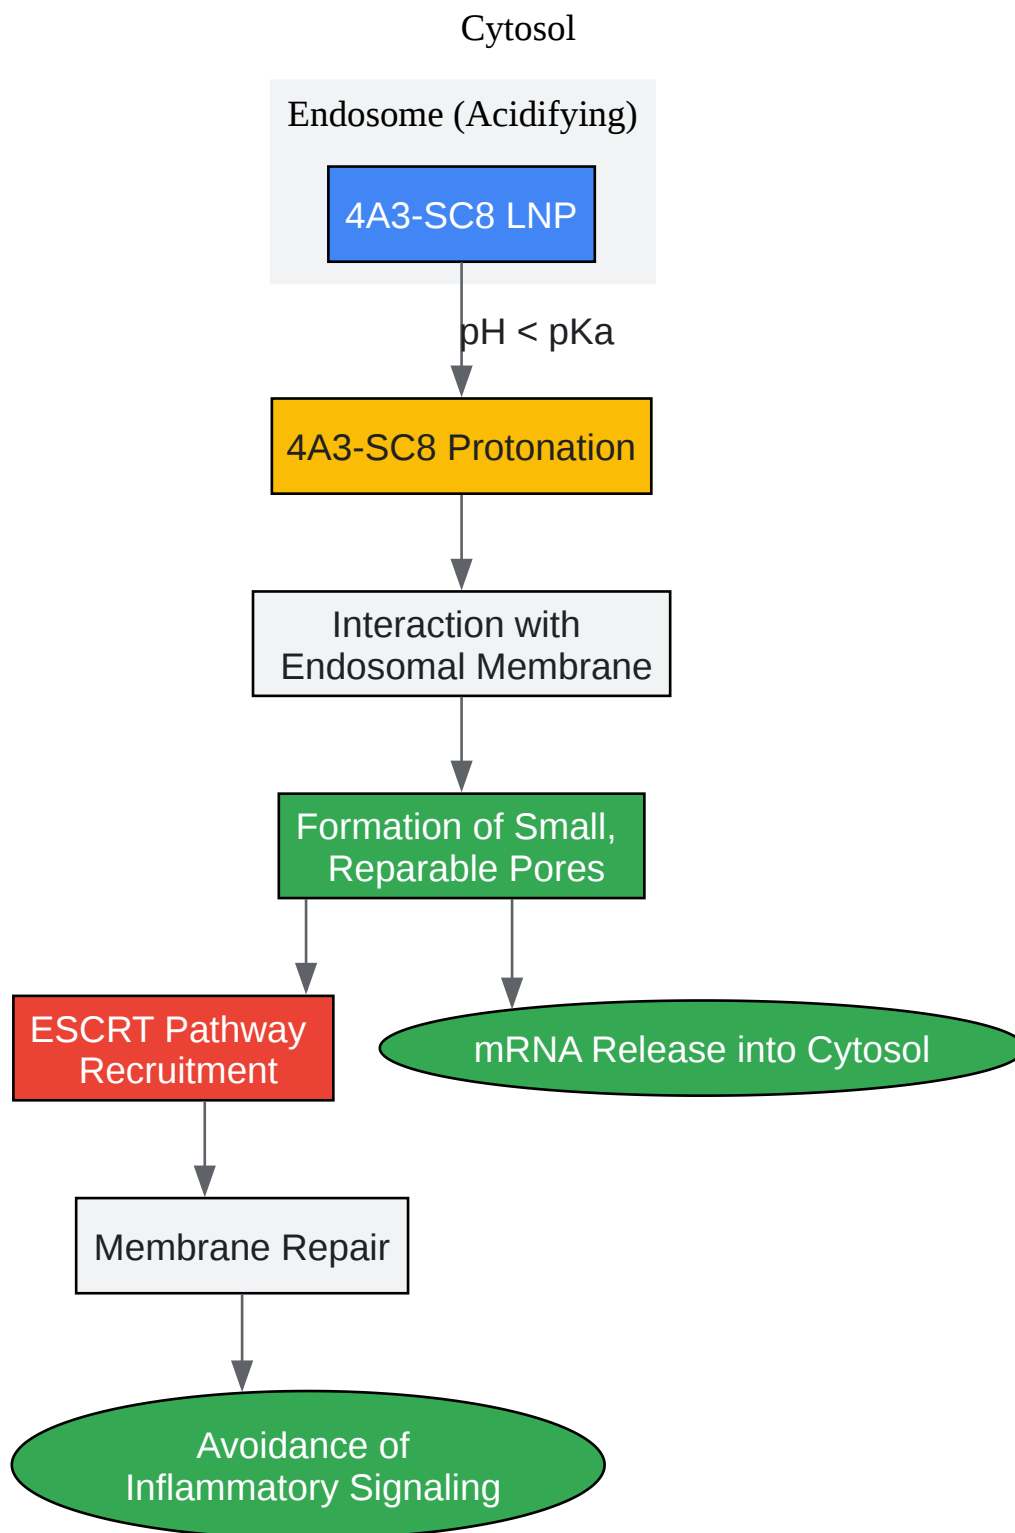 Cytosol
Endosome (Acidifying)
4A3-SC8 LNP
pH < pKa
4A3-SC8 Protonation
Interaction with
Endosomal Membrane
Formation of Small,
Reparable Pores
ESCRT Pathway
Recruitment
mRNA Release into Cytosol
Membrane Repair
Avoidance of
Inflammatory Signaling